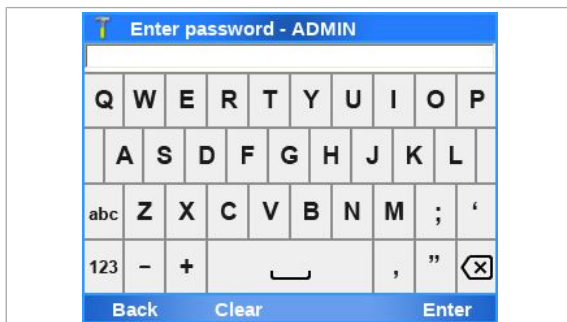 Enter password - ADMIN
Q W E R T Y U I O P
A S D F G H J K L
abc Z X C V B N M ; ‘
123 - + , ”
Back Clear Enter